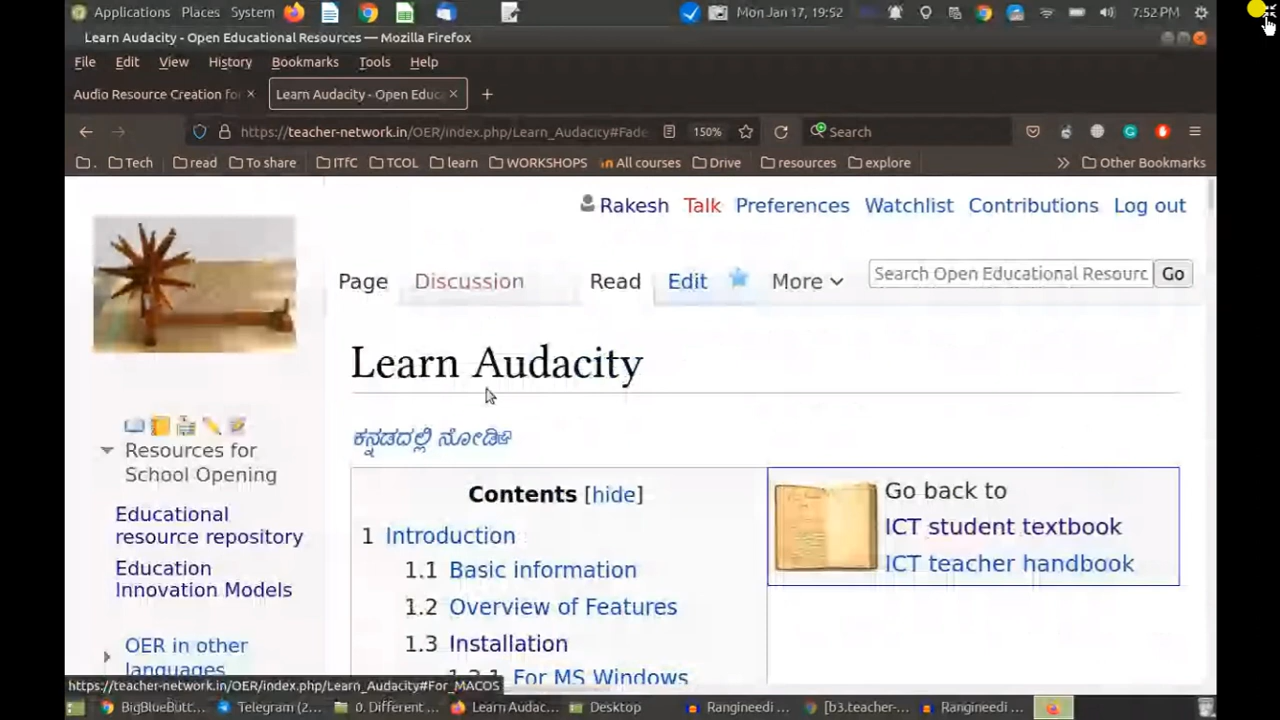 Applications Places System Mon Jan 17, 19:52 7:52 PM
Learn Audacity - Open Educational Resources — Mozilla Firefox
File Edit View History Bookmarks Tools Help
Audio Resource Creation for Learn Audacity - Open Educa
https://teacher-network.in/OER/index.php/Learn_Audacity#Fade 150% Search
. Tech read To share ITfC TCOL learn WORKSHOPS All courses Drive resources explore Other Bookmarks
Rakesh Talk Preferences Watchlist Contributions Log out
Page Discussion Read Edit More Search Open Educational Resourc Go
Learn Audacity
ಕನ್ನಡದಲ್ಲಿ ನೋಡಿ
Resources for
School Opening
Educational
resource repository
Education
Innovation Models
OER in other
languages
Contents [hide]
1 Introduction
1.1 Basic information
1.2 Overview of Features
1.3 Installation
1.2.1 For MS Windows
Go back to
ICT student textbook
ICT teacher handbook
https://teacher-network.in/OER/index.php/Learn_Audacity#For_MACOS
BigBlueButt... Telegram (2... 0. Different ... Learn Audac... Desktop Rangineedi ... [b3.teacher-... Rangineedi ...